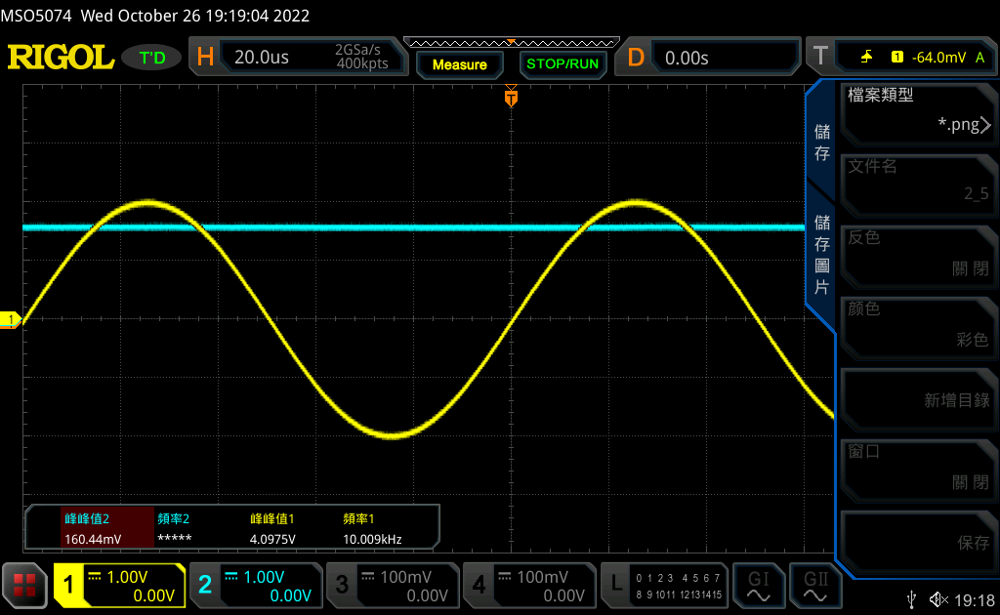 MSO5074 Wed October 26 19:19:04 2022
RIGOL
T'D
H
20.0us
2GSa/s
400kpts
Measure
STOP/RUN
D
0.00s
T
1
-64.0mV
A
T
1
檔案類型
*.png
文件名
2_5
反色
關 閉
颜色
彩色
新增目錄
窗口
關 閉
保存
儲存
儲存圖片
峰峰值2 頻率2 峰峰值1 頻率1
160.44mV ***** 4.0975V 10.009kHz
1 1.00V
0.00V
2 1.00V
0.00V
3 100mV
0.00V
4 100mV
0.00V
L
0 1 2 3 4 5 6 7
8 9 10 11 12 13 14 15
GI
GII
19:18